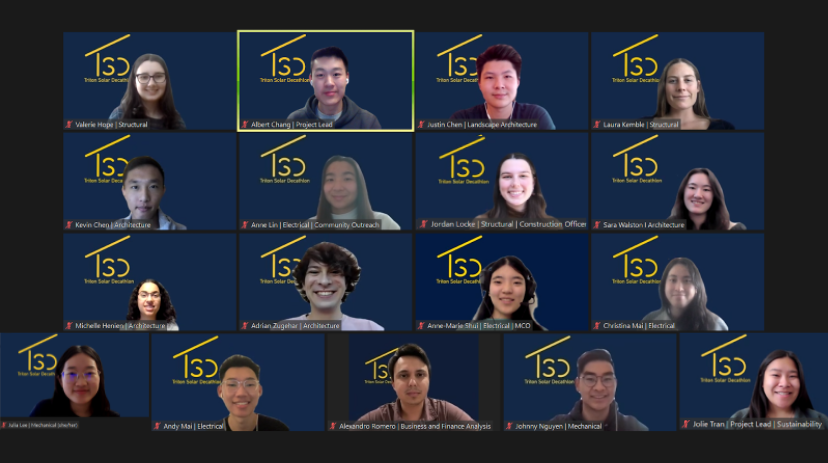 TSD
Triton Solar Decathlon
Valerie Hope | Structural
TSD
Triton Solar Decathlon
Albert Chang | Project Lead
TSD
Triton Solar Decathlon
Justin Chen | Landscape Architecture
TSD
Triton Solar Decathlon
Laura Kemble | Structural
TSD
Triton Solar Decathlon
Kevin Chen | Architecture
TSD
Triton Solar Decathlon
Anne Lin | Electrical | Community Outreach
TSD
Triton Solar Decathlon
Jordan Locke | Structural | Construction Officer
TSD
Triton Solar Decathlon
Sara Walston | Architecture
TSD
Triton Solar Decathlon
Michelle Henien | Architecture
TSD
Triton Solar Decathlon
Adrian Zugehar | Architecture
TSD
Triton Solar Decathlon
Anne-Marie Shui | Electrical | MCO
TSD
Triton Solar Decathlon
Christina Mai | Electrical
TSD
Triton Solar Decathlon
Julia Lee | Mechanical (she/her)
TSD
Triton Solar Decathlon
Andy Mai | Electrical
TSD
Triton Solar Decathlon
Alexandro Romero | Business and Finance Analysis
TSD
Triton Solar Decathlon
Johnny Nguyen | Mechanical
TSD
Triton Solar Decathlon
Jolie Tran | Project Lead | Sustainability